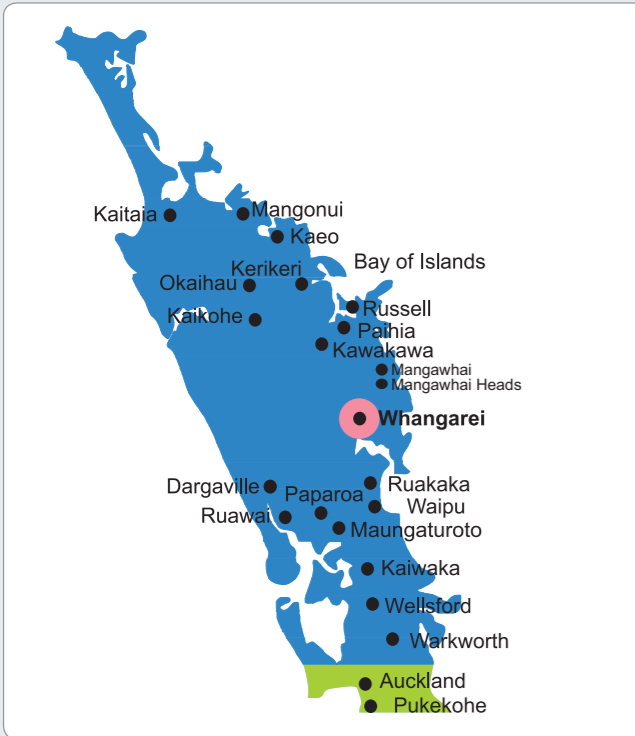 Kaitaia
Mangonui
Kaeo
Bay of Islands
Kerikeri
Okaihau
Russell
Kaikohe
Paihia
Kawakawa
Mangawhai
Mangawhai Heads
Whangarei
Dargaville
Ruakaka
Paparoa
Waipu
Ruawai
Maungaturoto
Kaiwaka
Wellsford
Warkworth
Auckland
Pukekohe